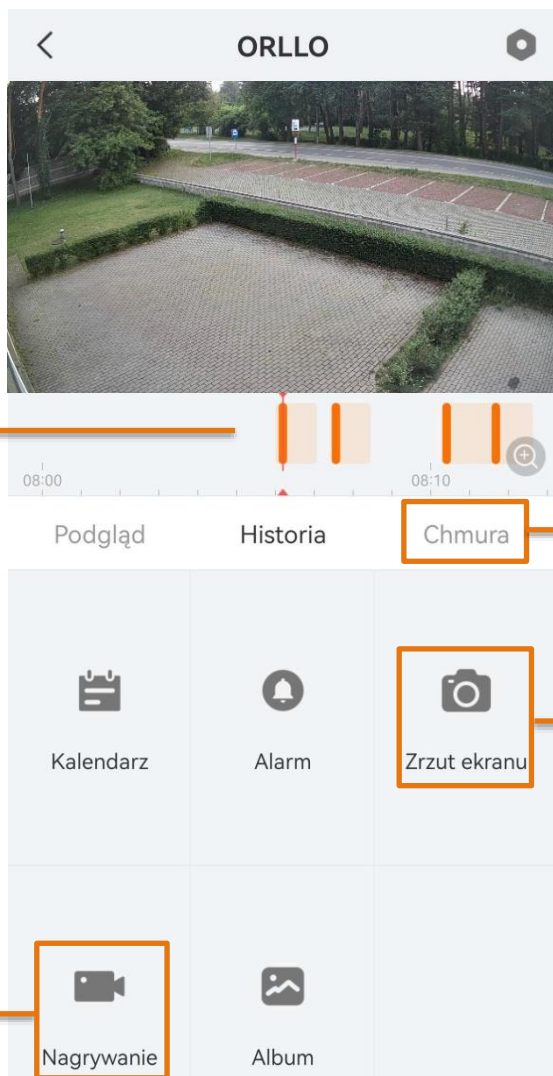 ORLLO
08:00
08:10
Podgląd Historia Chmura
Kalendarz Alarm Zrzut ekranu
Nagrywanie Album